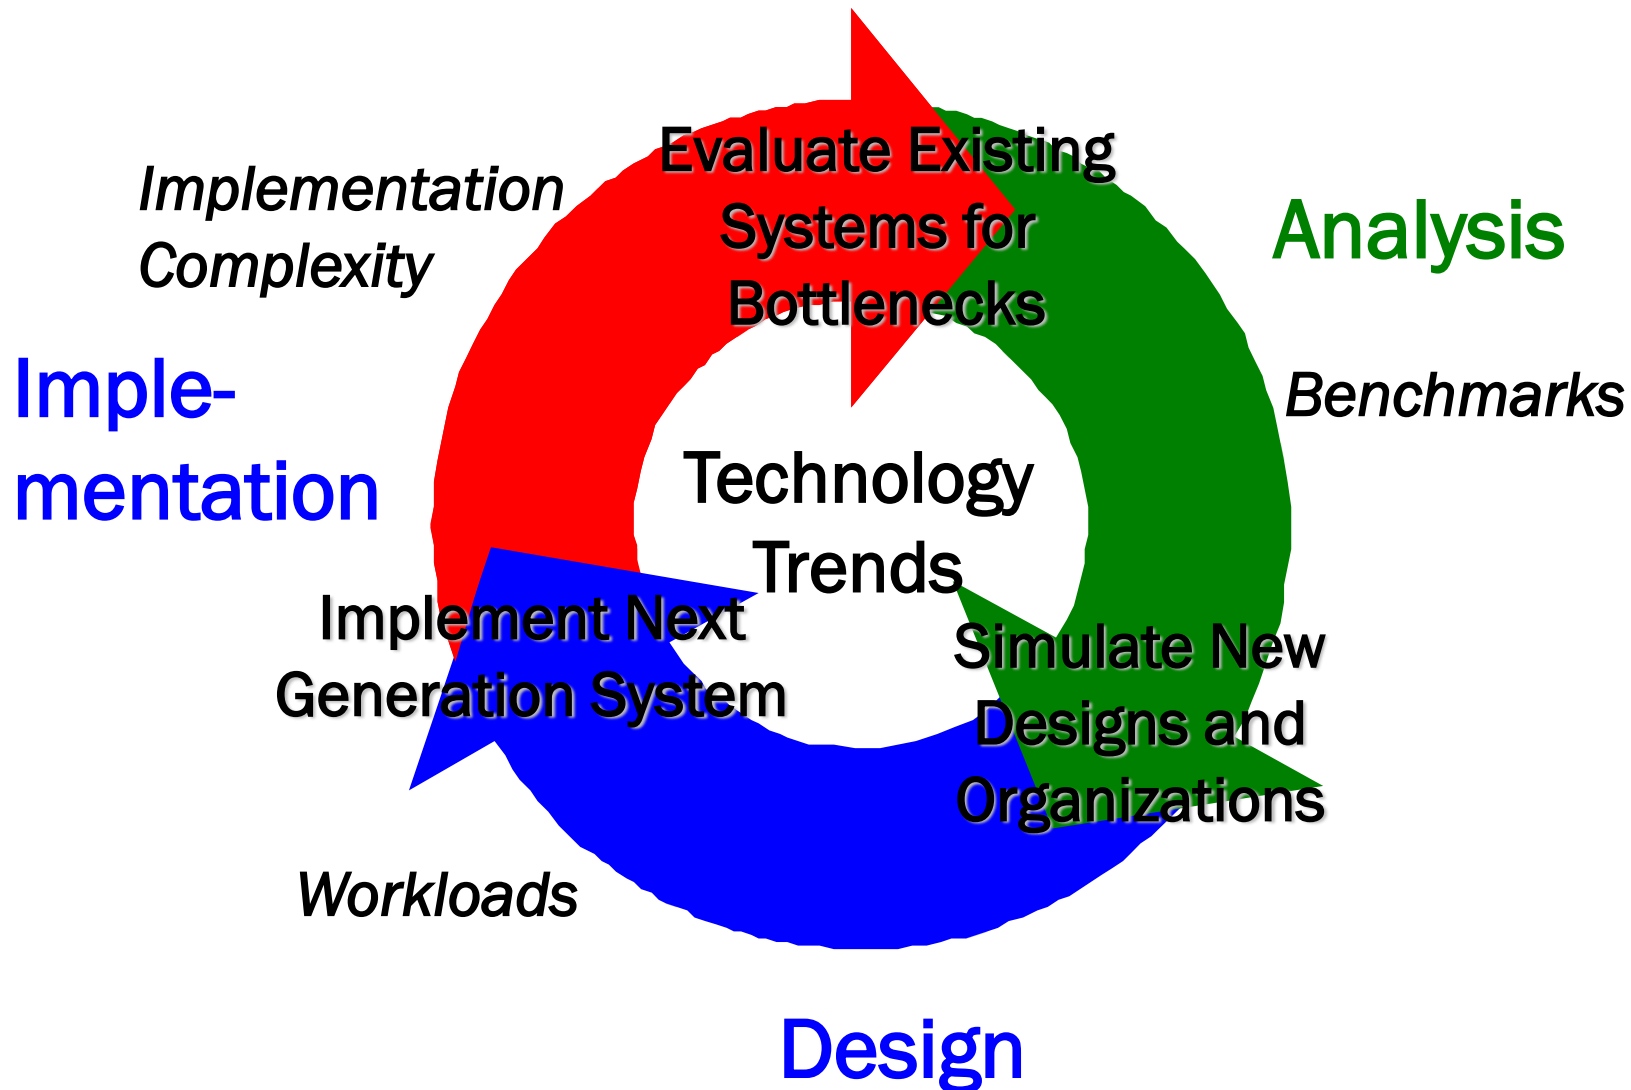 Evaluate Existing
Systems for
Bottlenecks
Implementation
Complexity
Analysis
Imple-
mentation
Benchmarks
Technology
Trends
Implement Next
Generation System
Simulate New
Designs and
Organizations
Workloads
Design